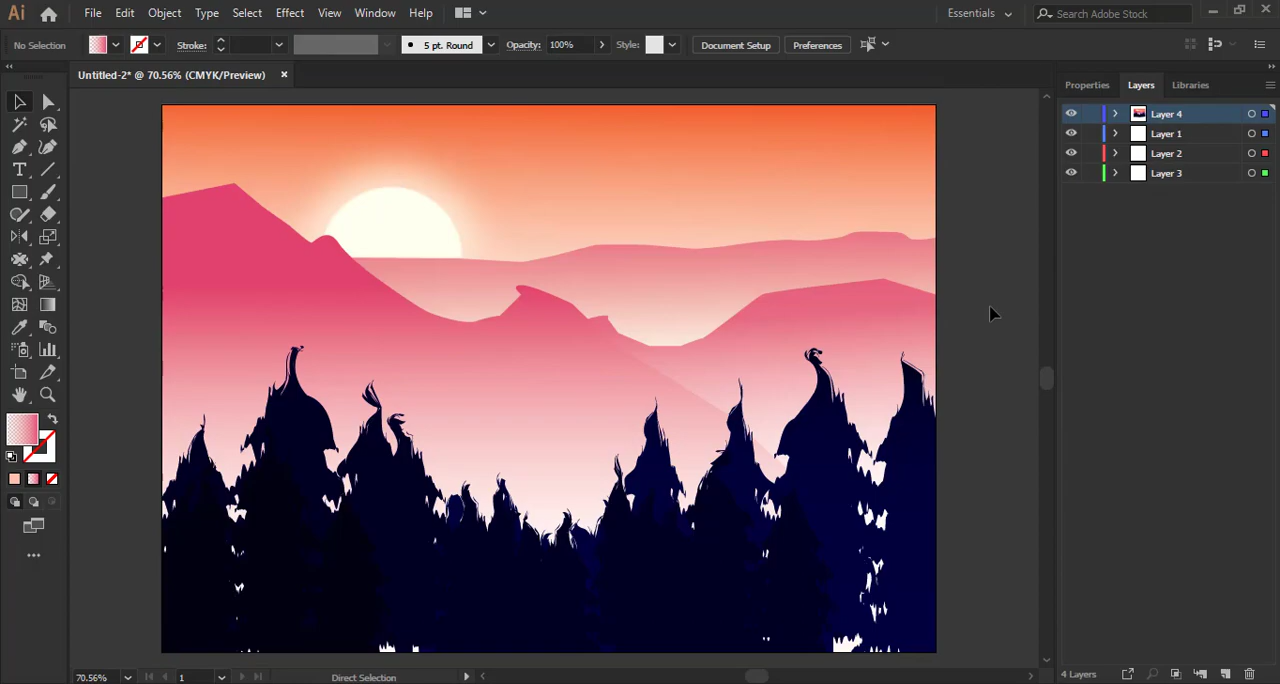 Ai File Edit Object Type Select Effect View Window Help Essentials Search Adobe Stock
No Selection Stroke: 5 pt. Round Opacity: 100% Style: Document Setup Preferences
Untitled-2* @ 70.56% (CMYK/Preview)
Properties Layers Libraries
Layer 4
Layer 1
Layer 2
Layer 3
70.56% 1 Direct Selection 4 Layers